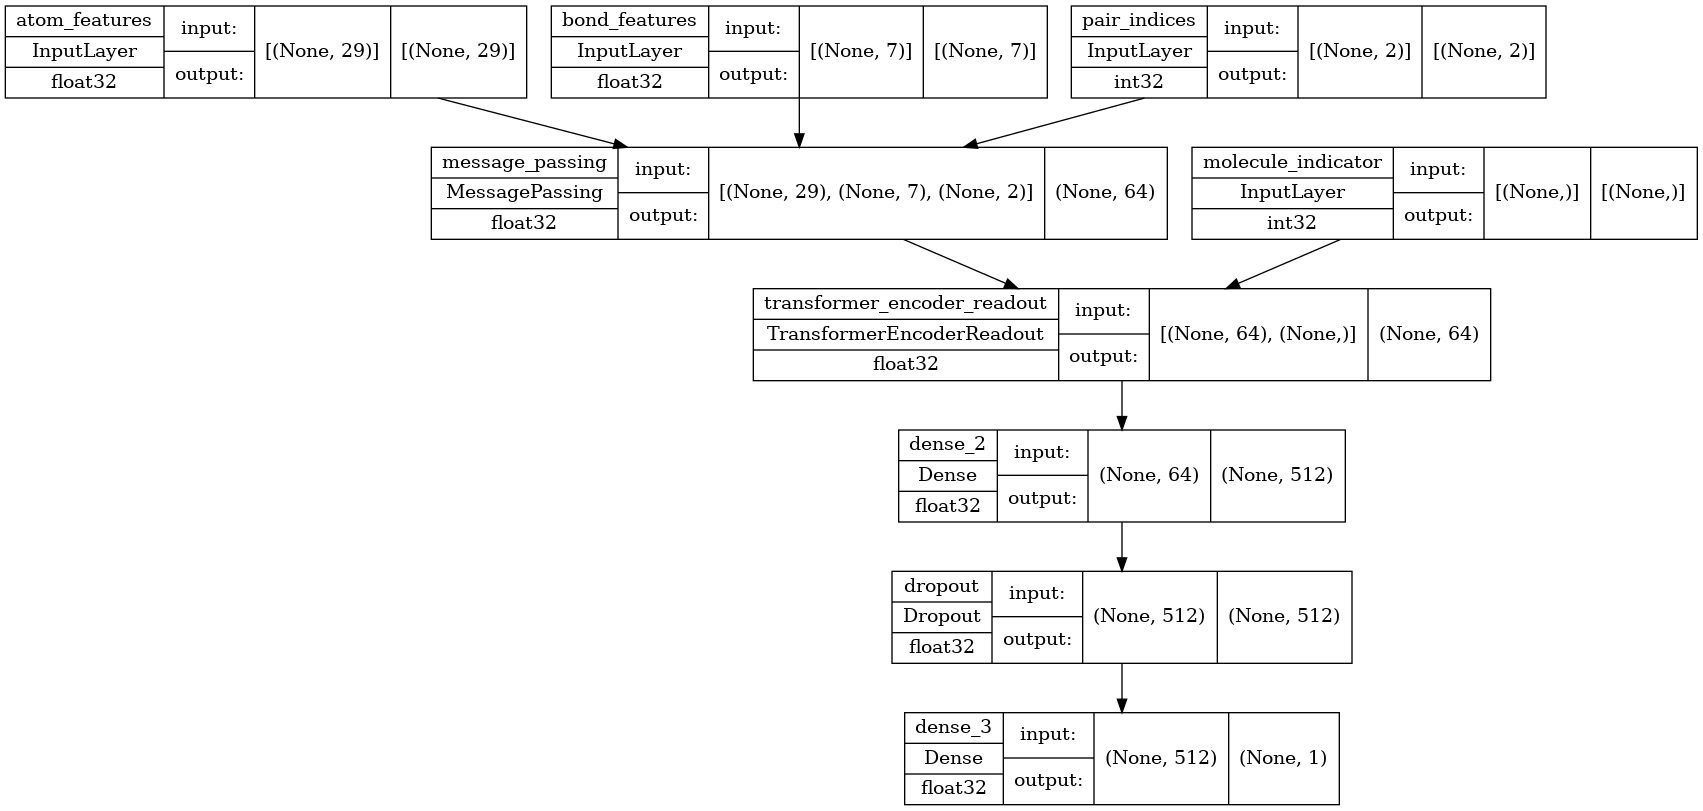 atom_features
InputLayer
float32
input:
output:
[(None, 29)]
[(None, 29)]
bond_features
InputLayer
float32
input:
output:
[(None, 7)]
[(None, 7)]
pair_indices
InputLayer
int32
input:
output:
[(None, 2)]
[(None, 2)]
message_passing
MessagePassing
float32
input:
output:
[(None, 29), (None, 7), (None, 2)]
(None, 64)
molecule_indicator
InputLayer
int32
input:
output:
[(None,)]
[(None,)]
transformer_encoder_readout
TransformerEncoderReadout
float32
input:
output:
[(None, 64), (None,)]
(None, 64)
dense_2
Dense
float32
input:
output:
(None, 64)
(None, 512)
dropout
Dropout
float32
input:
output:
(None, 512)
(None, 512)
dense_3
Dense
float32
input:
output:
(None, 512)
(None, 1)